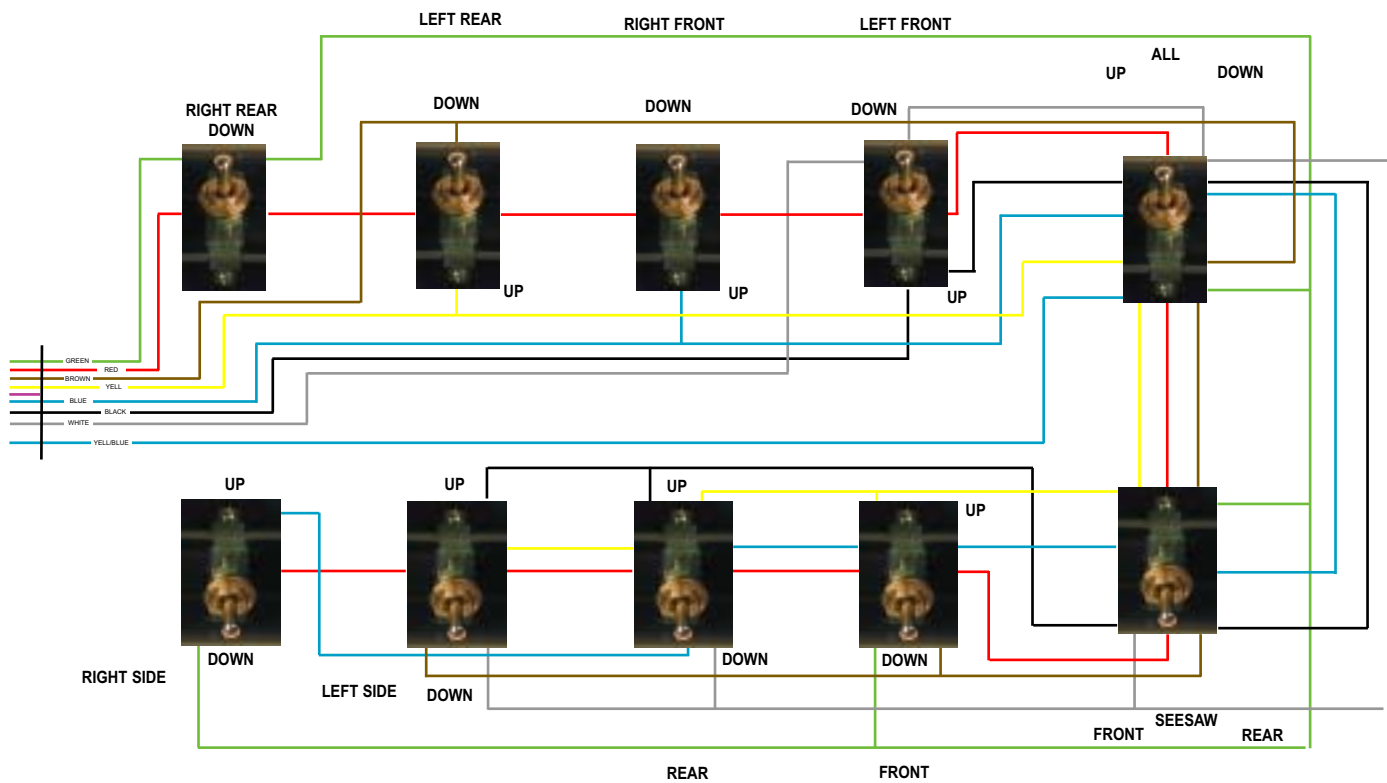 LEFT REAR
RIGHT FRONT
LEFT FRONT
ALL
UP
DOWN
RIGHT REAR
DOWN
DOWN
DOWN
DOWN
UP
UP
UP
GREEN
RED
BROWN
YELL
BLUE
BLACK
WHITE
YELL/BLUE
UP
UP
UP
UP
DOWN
DOWN
DOWN
RIGHT SIDE
LEFT SIDE
DOWN
SEESAW
FRONT
REAR
REAR
FRONT